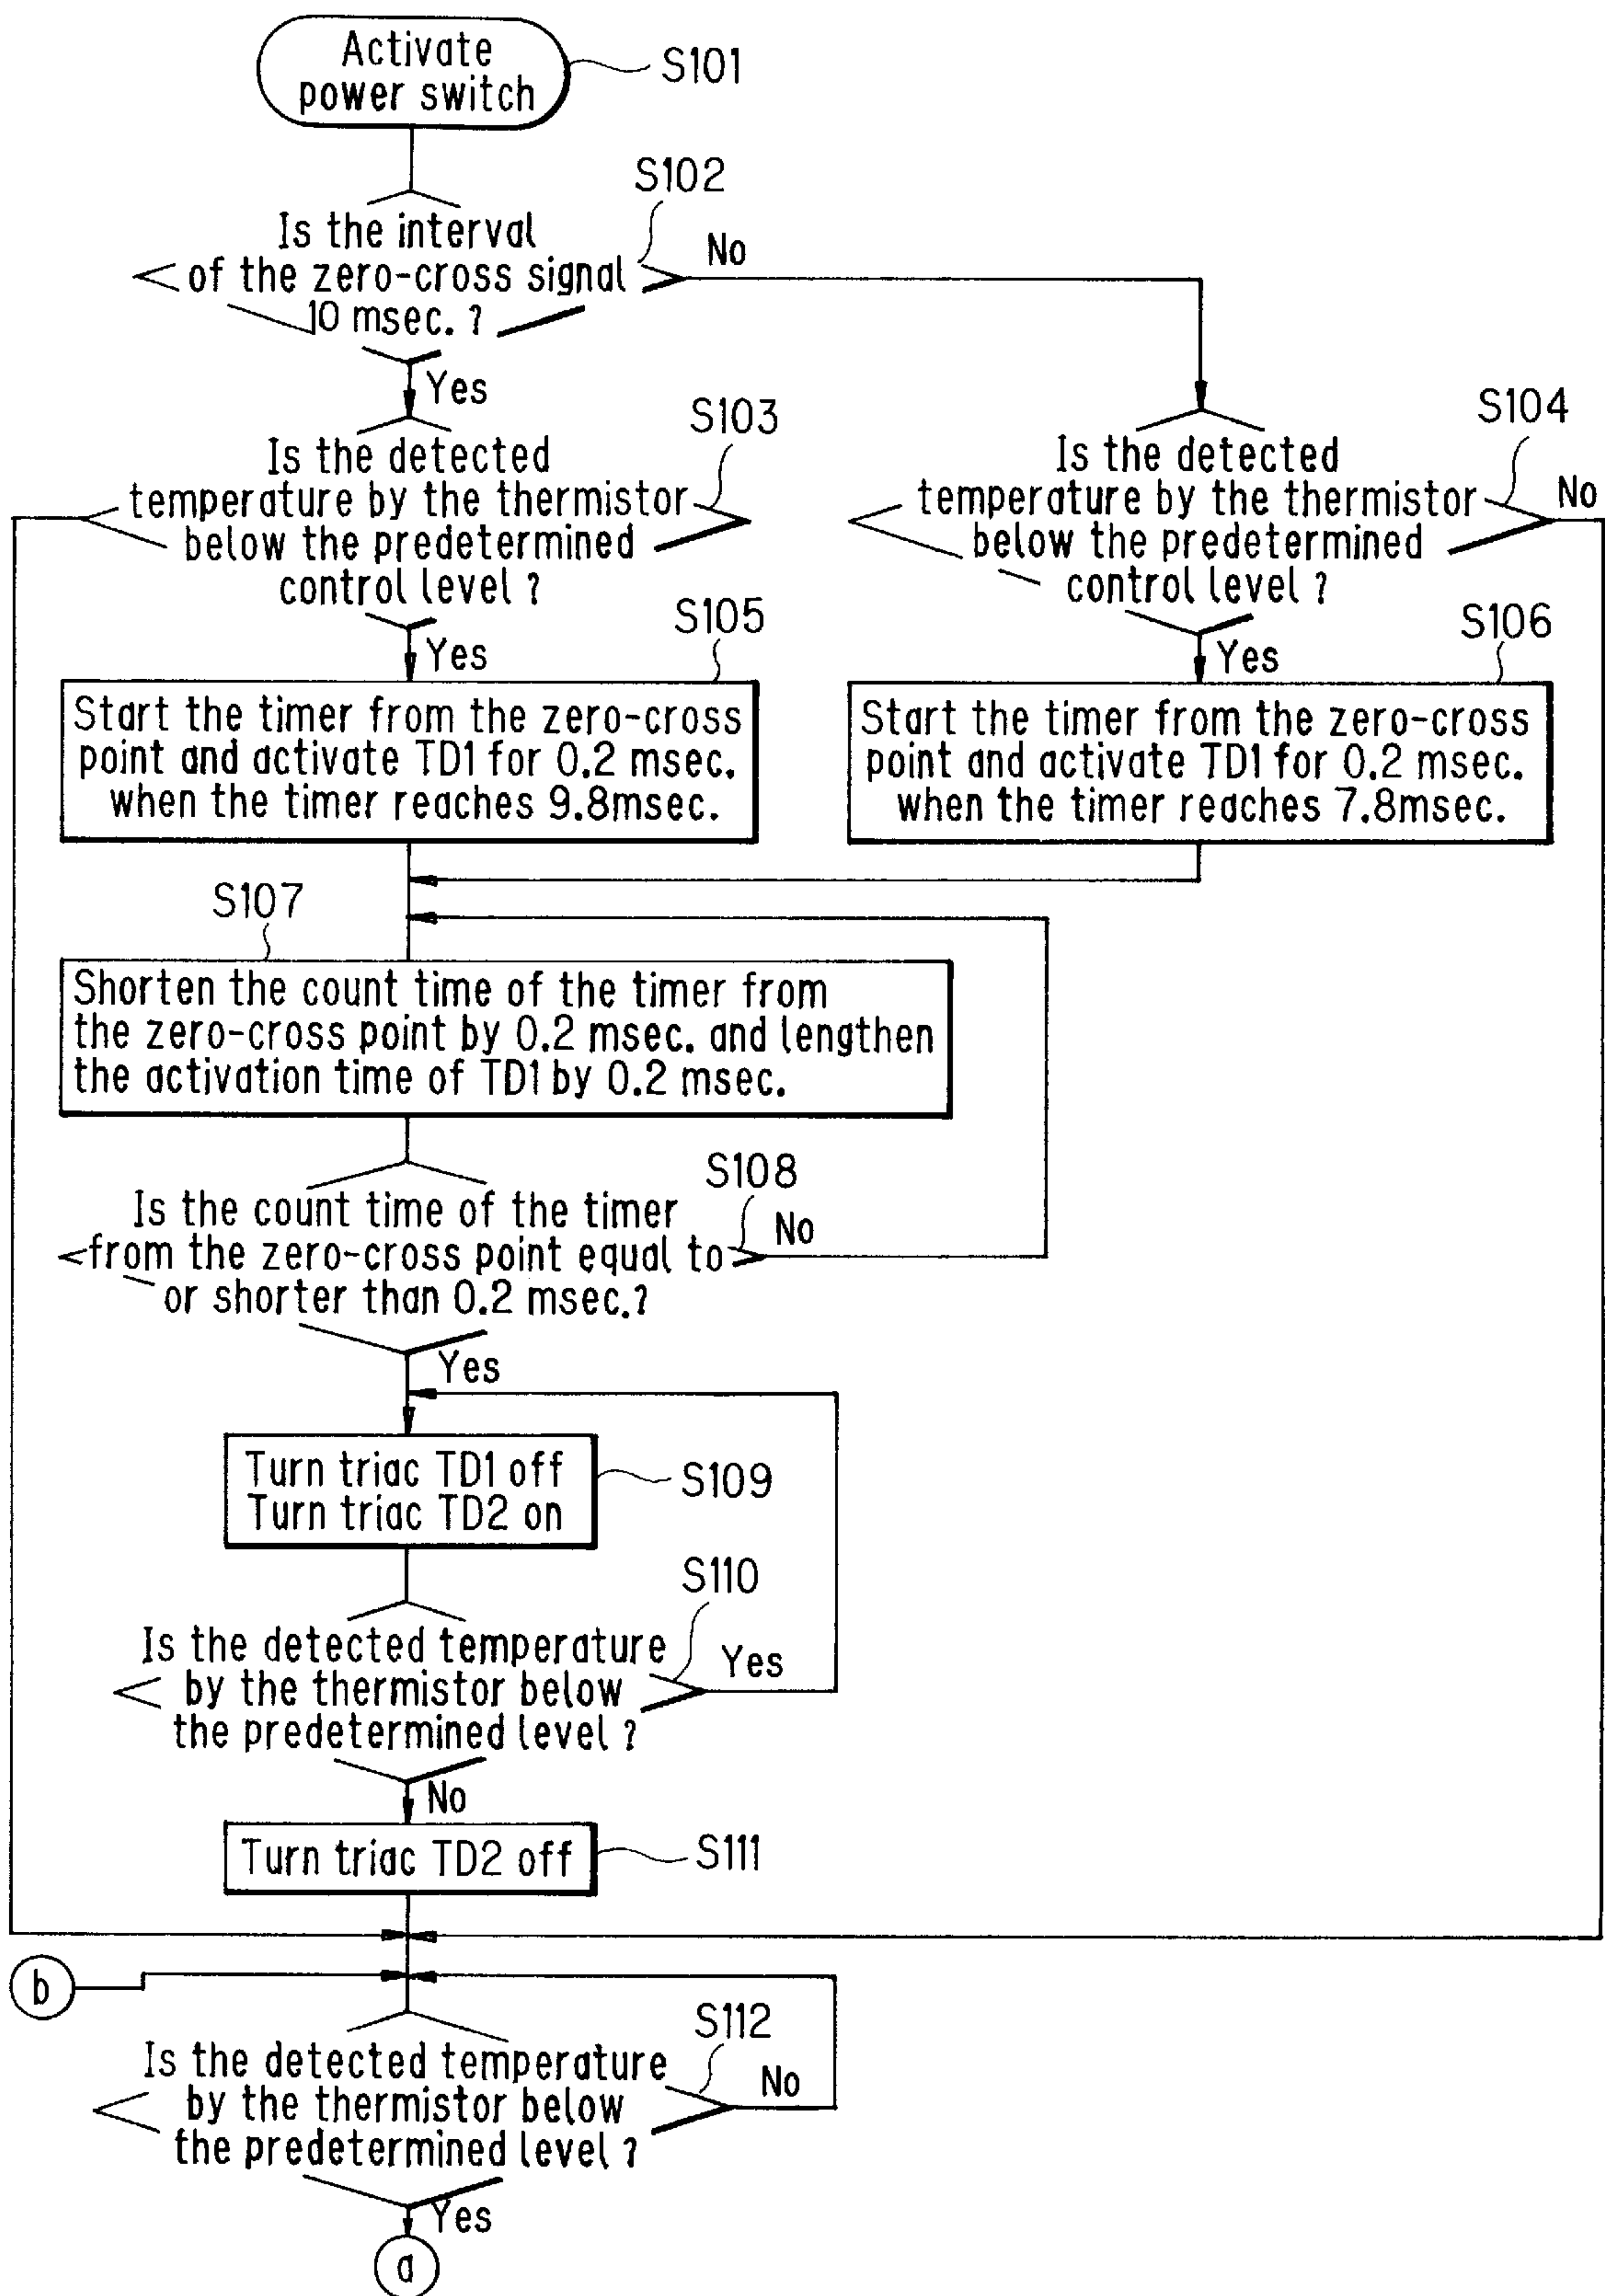 Activate
power switch
S101
S102
Is the interval
of the zero-cross signal
10 msec. ?
No
Yes
S103
Is the detected
temperature by the thermistor
below the predetermined
control level ?
Yes
S104
Is the detected
temperature by the thermistor
below the predetermined
control level ?
No
Yes
S105
Start the timer from the zero-cross
point and activate TD1 for 0.2 msec.
when the timer reaches 9.8msec.
S106
Start the timer from the zero-cross
point and activate TD1 for 0.2 msec.
when the timer reaches 7.8msec.
S107
Shorten the count time of the timer from
the zero-cross point by 0.2 msec. and lengthen
the activation time of TD1 by 0.2 msec.
S108
Is the count time of the timer
from the zero-cross point equal to
or shorter than 0.2 msec.?
No
Yes
Turn triac TD1 off
Turn triac TD2 on
S109
S110
Is the detected temperature
by the thermistor below
the predetermined level ?
Yes
No
Turn triac TD2 off
S111
b
S112
Is the detected temperature
by the thermistor below
the predetermined level ?
No
Yes
a